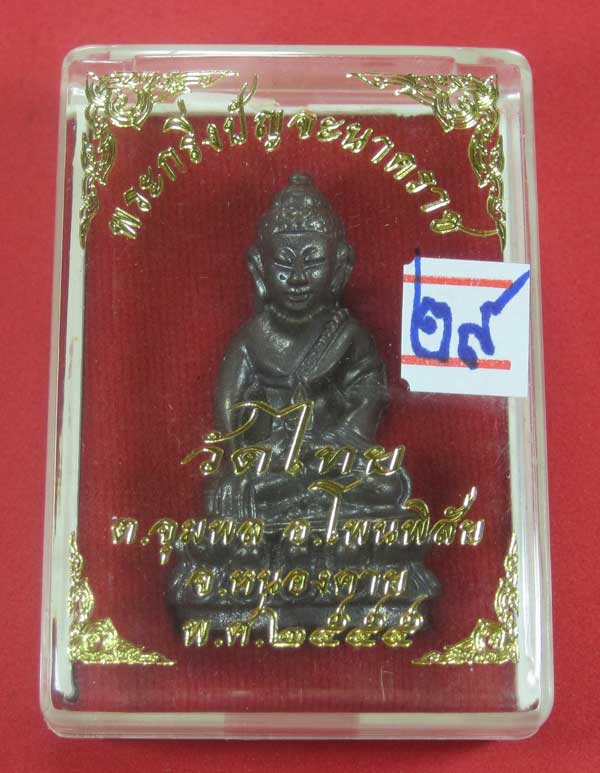 พระกริ่งปัญจะนาคราช
๒๙
วัดไทย
ต.จุมพล อ.โพนพิสัย
จ.หนองคาย
พ.ศ.๒๕๕๕